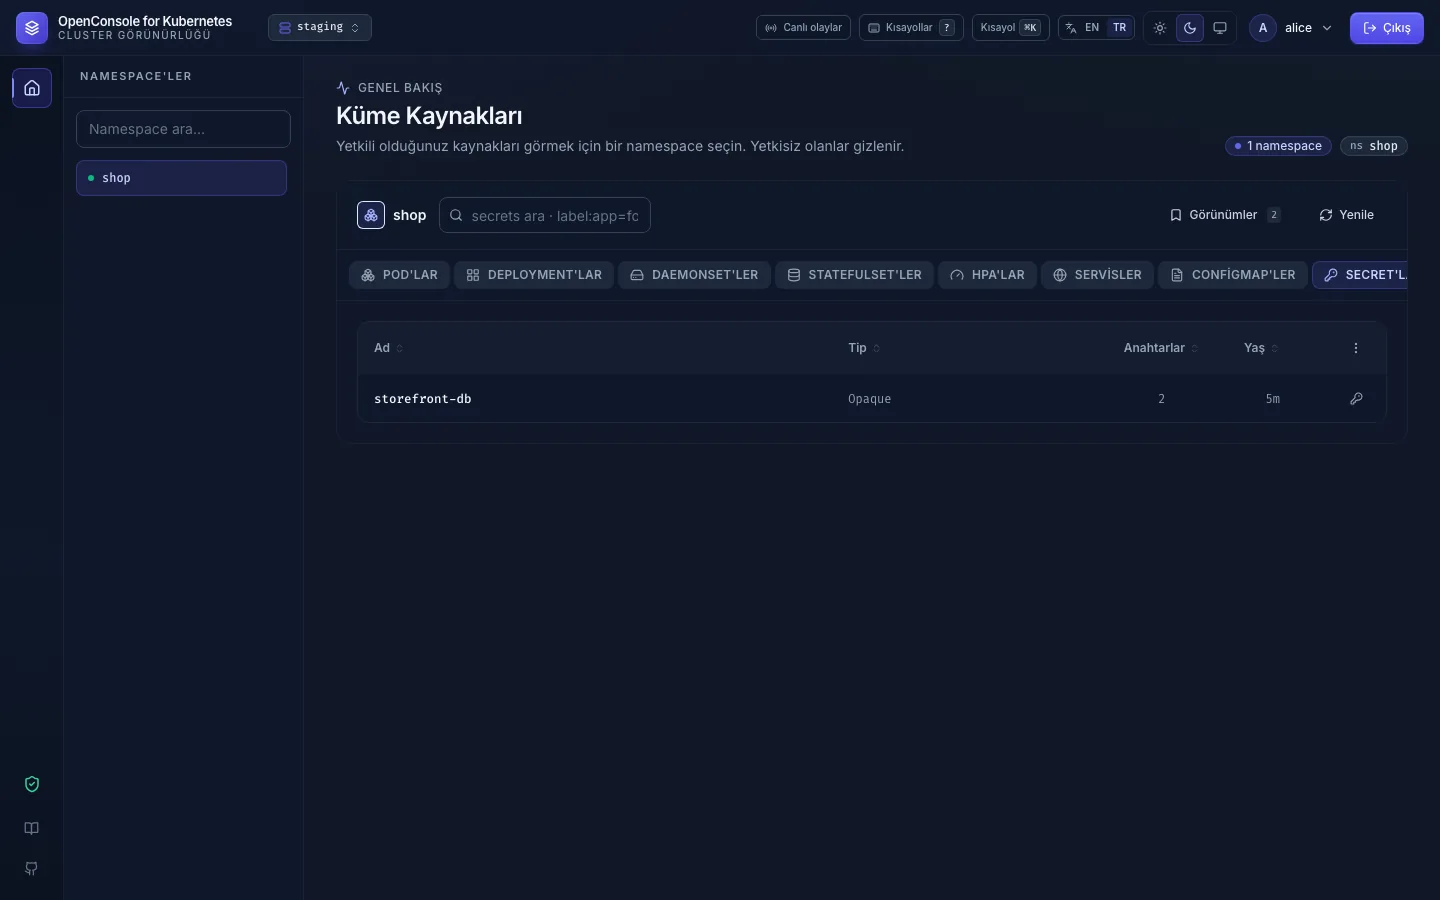 OpenConsole for Kubernetes
CLUSTER GÖRÜNÜRLÜĞÜ
staging
Canlı olaylar
Kısayollar ?
Kısayol ⌘K
EN TR
A alice
Çıkış
NAMESPACE'LER
Namespace ara...
shop
GENEL BAKIŞ
Küme Kaynakları
Yetkili olduğunuz kaynakları görmek için bir namespace seçin. Yetkisiz olanlar gizlenir.
1 namespace
ns shop
shop
secrets ara · label:app=fo
Görünümler 2
Yenile
POD'LAR
DEPLOYMENT'LAR
DAEMONSET'LER
STATEFULSET'LER
HPA'LAR
SERVİSLER
CONFİGMAP'LER
SECRET'L
Ad Tip Anahtarlar Yaş
storefront-db Opaque 2 5m